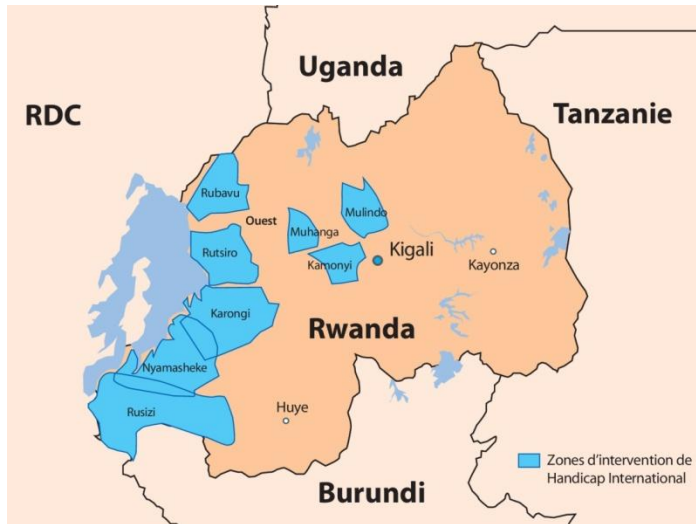 Uganda
RDC
Tanzanie
Rubavu
Ouest
Mulindo
Muhanga
Rutsiro
Kigali
Kamonyi
Kayonza
Karongi
Rwanda
Nyamasheke
Rusizi
Huye
Zones d'intervention de
Handicap International
Burundi